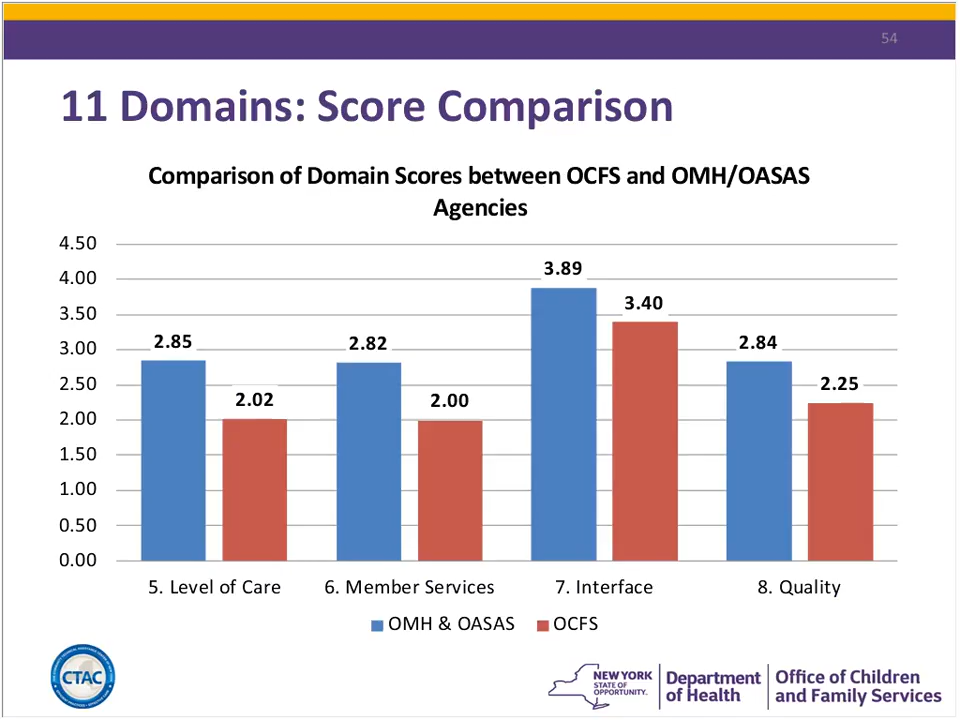 54
11 Domains: Score Comparison
Comparison of Domain Scores between OCFS and OMH/OASAS
Agencies
4.50
4.00
3.50
3.00
2.50
2.00
1.50
1.00
0.50
0.00
2.85
2.02
2.82
2.00
3.89
3.40
2.84
2.25
5. Level of Care
6. Member Services
7. Interface
8. Quality
OMH & OASAS
OCFS
CTAC
NEW YORK
STATE OF
OPPORTUNITY.
Department
of Health
Office of Children
and Family Services